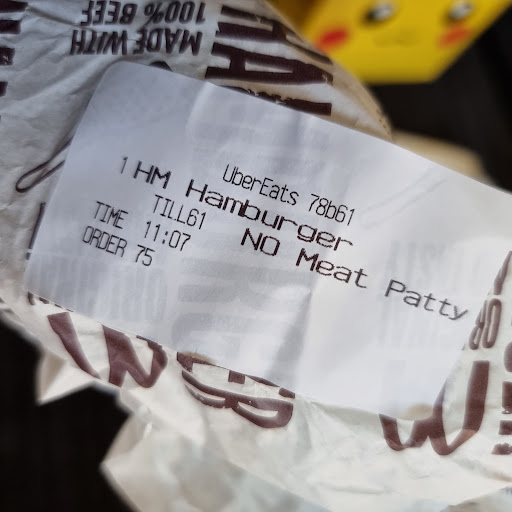 MADE WITH
100% BEEF
UberEats 78b61
1 HM Hamburger
TILL61 NO Meat Patty
TIME 11:07
ORDER 75